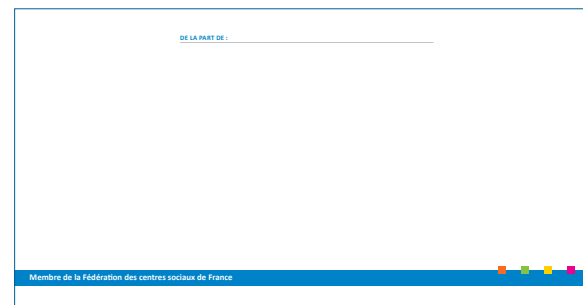 DE LA PART DE :
Membre de la Fédération des centres sociaux de France